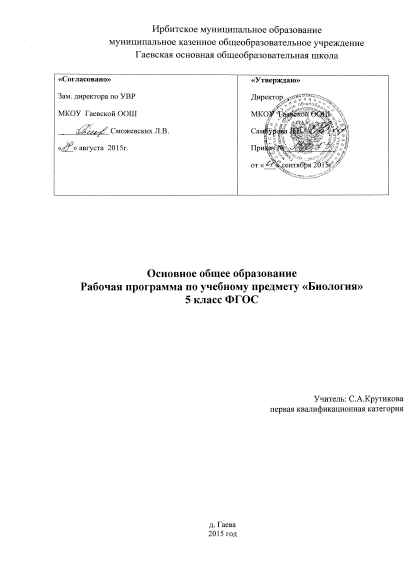 Ирбитское муниципальное образование
муниципальное казенное общеобразовательное учреждение
Гаевская основная общеобразовательная школа
«Согласовано»
Зам. директора по УВР
МКОУ Гаевской ООШ
Сможевских Л.В.
« » августа 2015г.
«Утверждаю»
Директор
МКОУ Гаевской ООШ
Самбурова
Приказ №
от « » сентября 2015г.
Основное общее образование
Рабочая программа по учебному предмету «Биология»
5 класс ФГОС
Учитель: С.А.Крутикова
первая квалификационная категория
д. Гаева
2015 год